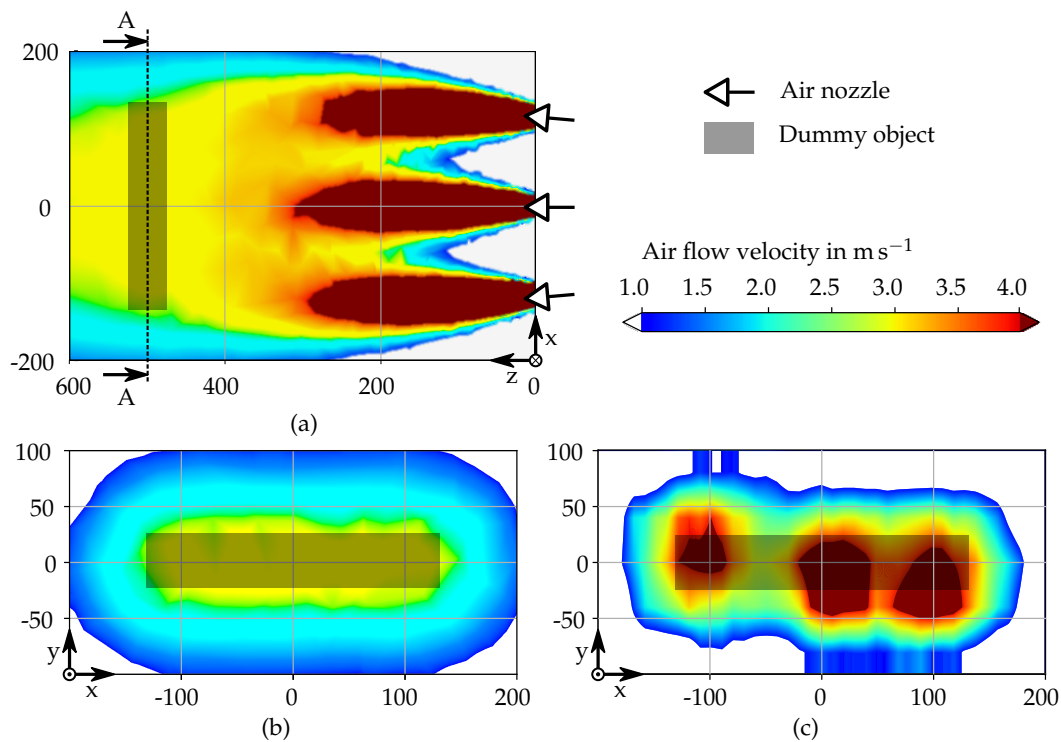 A
200
0
-200
A
600
400
200
0
x
z
(a)
Air nozzle
Dummy object
Air flow velocity in m s⁻¹
1.0 1.5 2.0 2.5 3.0 3.5 4.0
100
50
0
-50
y
x
-100 0 100 200
(b)
100
50
0
-50
y
x
-100 0 100 200
(c)